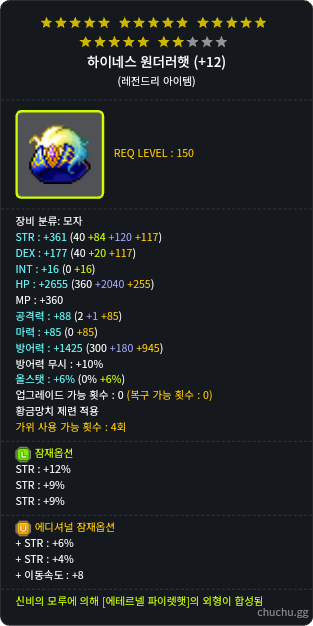 하이네스 원더러햇 (+12)
(레전드리 아이템)
REQ LEVEL : 150
장비 분류: 모자
STR : +361 (40 +84 +120 +117)
DEX : +177 (40 +20 +117)
INT : +16 (0 +16)
HP : +2655 (360 +2040 +255)
MP : +360
공격력 : +88 (2 +1 +85)
마력 : +85 (0 +85)
방어력 : +1425 (300 +180 +945)
방어력 무시 : +10%
올스탯 : +6% (0% +6%)
업그레이드 가능 횟수 : 0 (복구 가능 횟수 : 0)
황금망치 제련 적용
가위 사용 가능 횟수 : 4회
L 잠재옵션
STR : +12%
STR : +9%
STR : +9%
U 에디셔널 잠재옵션
+ STR : +6%
+ STR : +4%
+ 이동속도 : +8
신비의 모루에 의해 [에테르넬 파이렛햇]의 외형이 합성됨
chuchu.gg